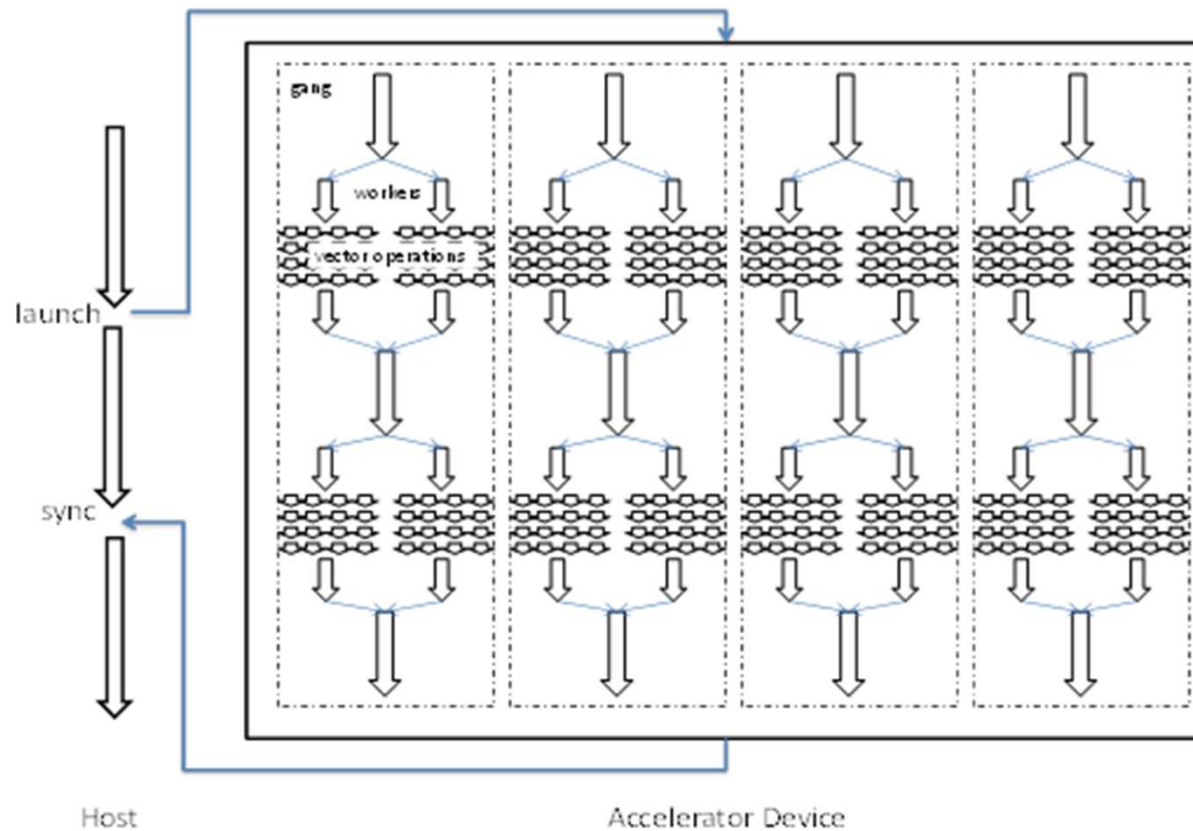 gang
workers
vector operations
launch
sync
Host
Accelerator Device